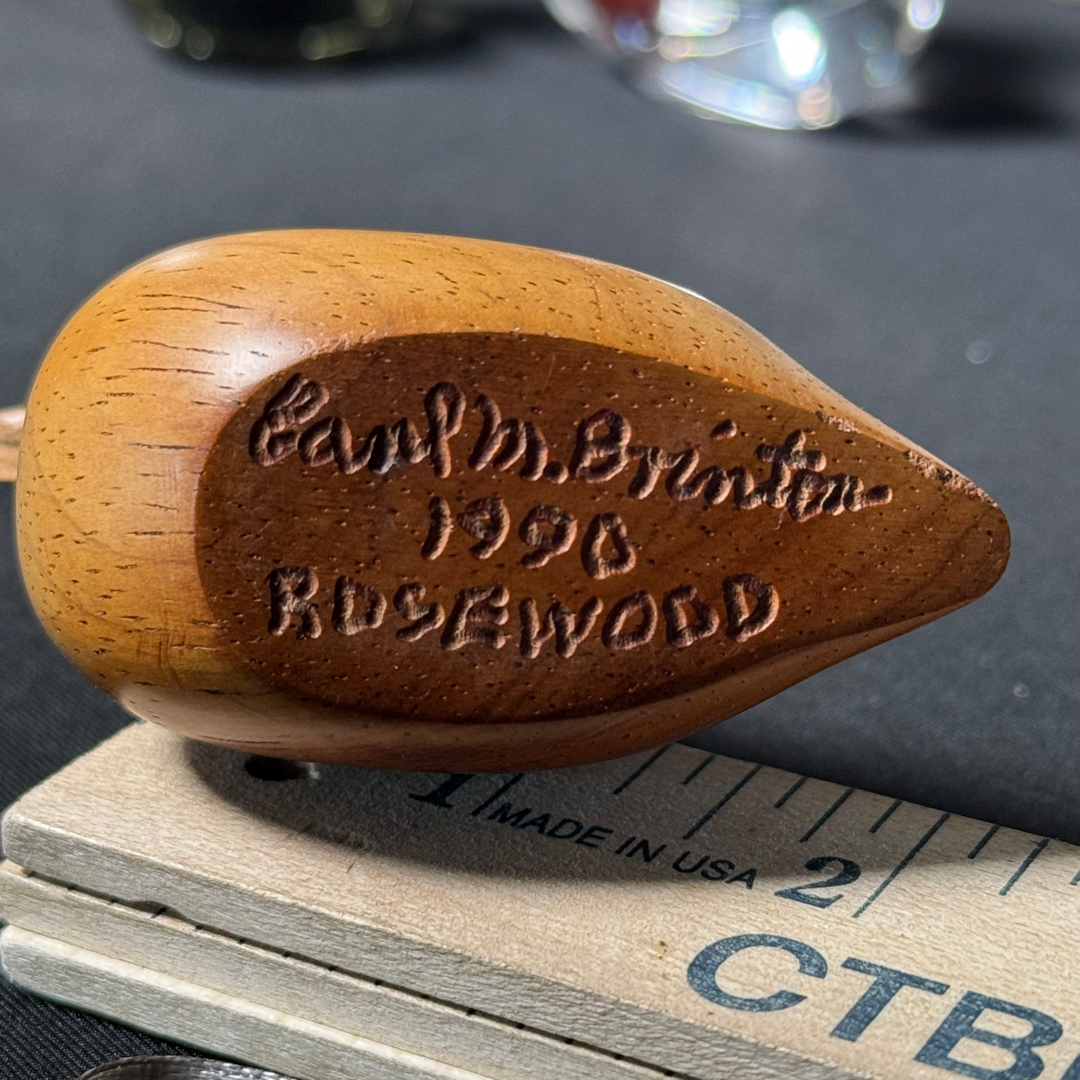 Earl M. Brinton
1990
ROSEWOOD
1 MADE IN USA 2
CTB